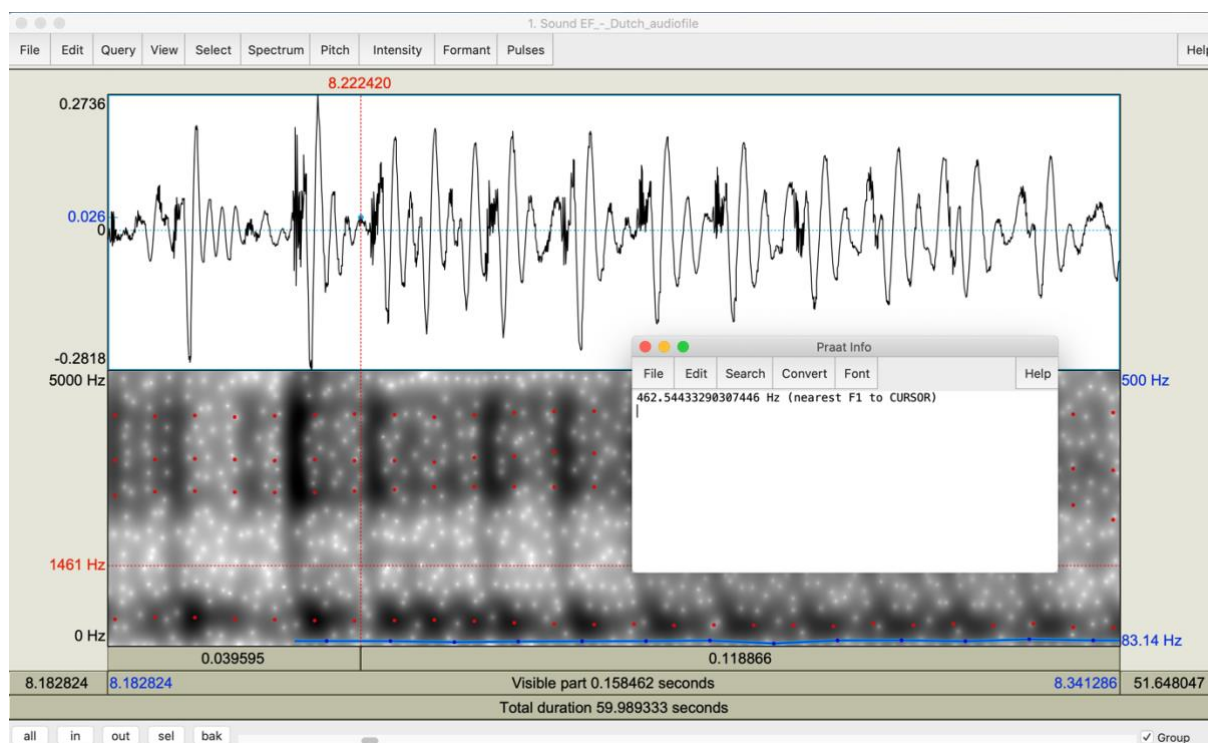 1. Sound EF_-_Dutch_audiofile
File Edit Query View Select Spectrum Pitch Intensity Formant Pulses Help
8.222420
0.2736
0.026
0
-0.2818
5000 Hz
500 Hz
Praat Info
File Edit Search Convert Font Help
462.54433290307446 Hz (nearest F1 to CURSOR)
1461 Hz
0 Hz
83.14 Hz
0.039595 0.118866
8.182824 8.182824 Visible part 0.158462 seconds 8.341286 51.648047
Total duration 59.989333 seconds
all in out sel bak Group